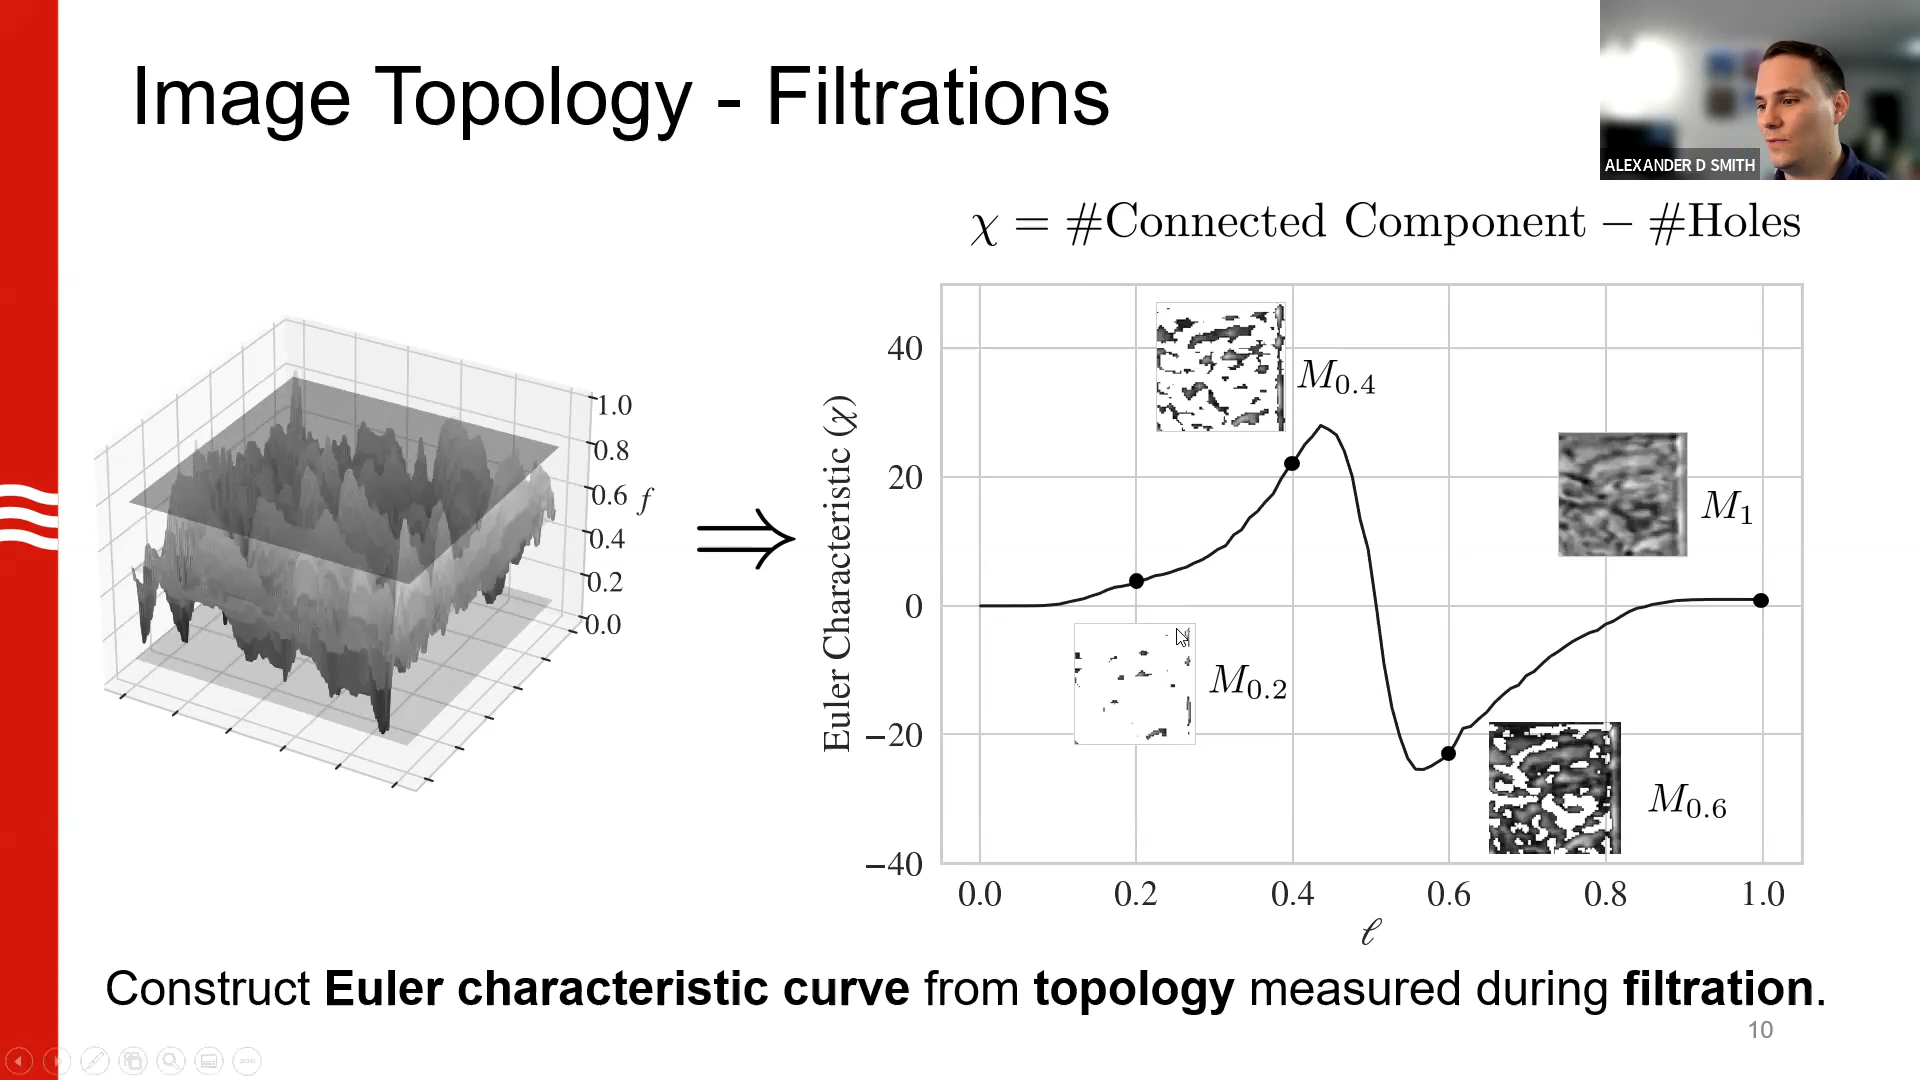 Image Topology - Filtrations
ALEXANDER D SMITH
χ = #Connected Component − #Holes
1.0
0.8
0.6 f
0.4
0.2
0.0
⇒
Euler Characteristic (χ)
40
20
0
−20
−40
M0.4
M1
M0.2
M0.6
0.0 0.2 0.4 0.6 0.8 1.0
ℓ
Construct Euler characteristic curve from topology measured during filtration.
10